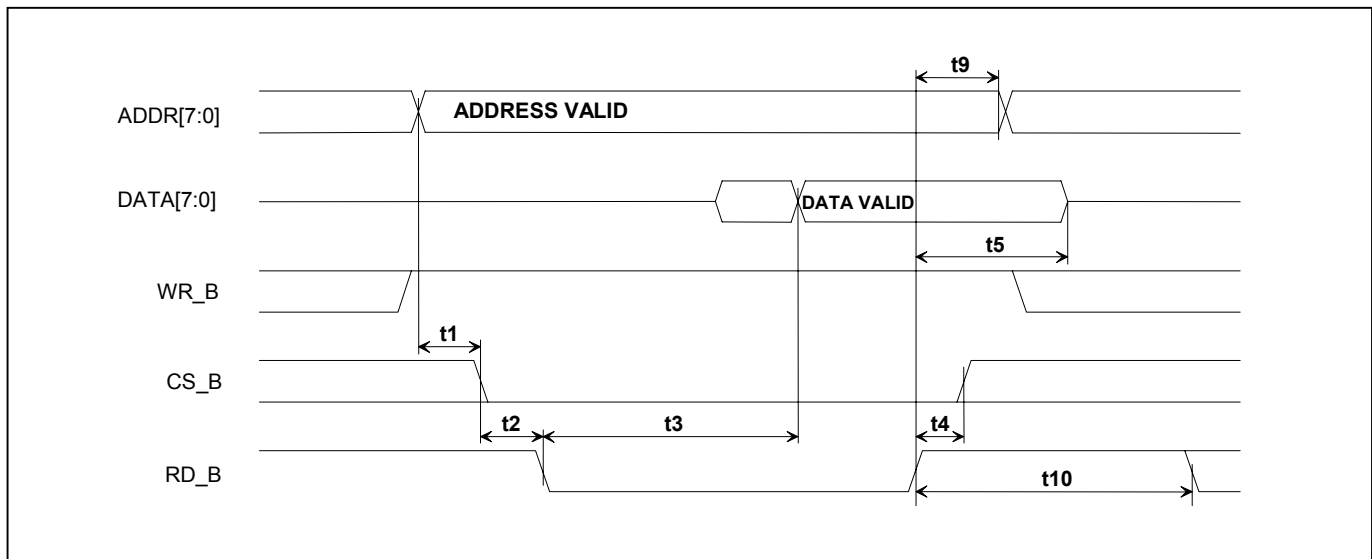 t9
ADDR[7:0]
ADDRESS VALID
DATA[7:0]
DATA VALID
t5
WR_B
t1
CS_B
t2
t3
t4
RD_B
t10